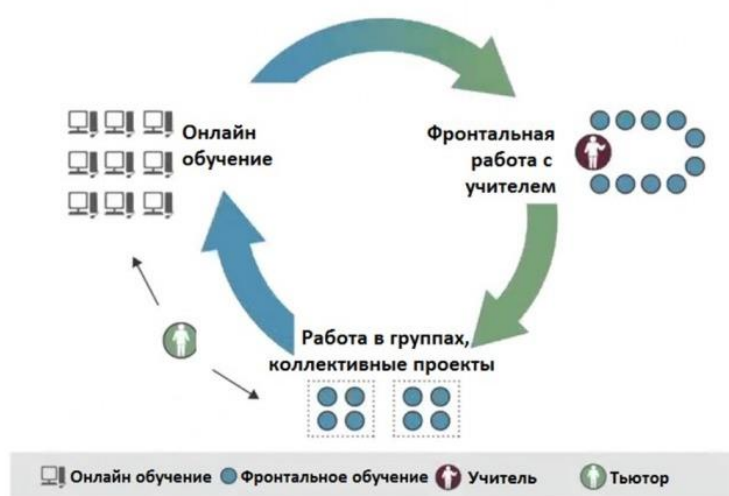 Онлайн
обучение
Фронтальная
работа с
учителем
Работа в группах,
коллективные проекты
Онлайн обучение Фронтальное обучение Учитель Тьютор